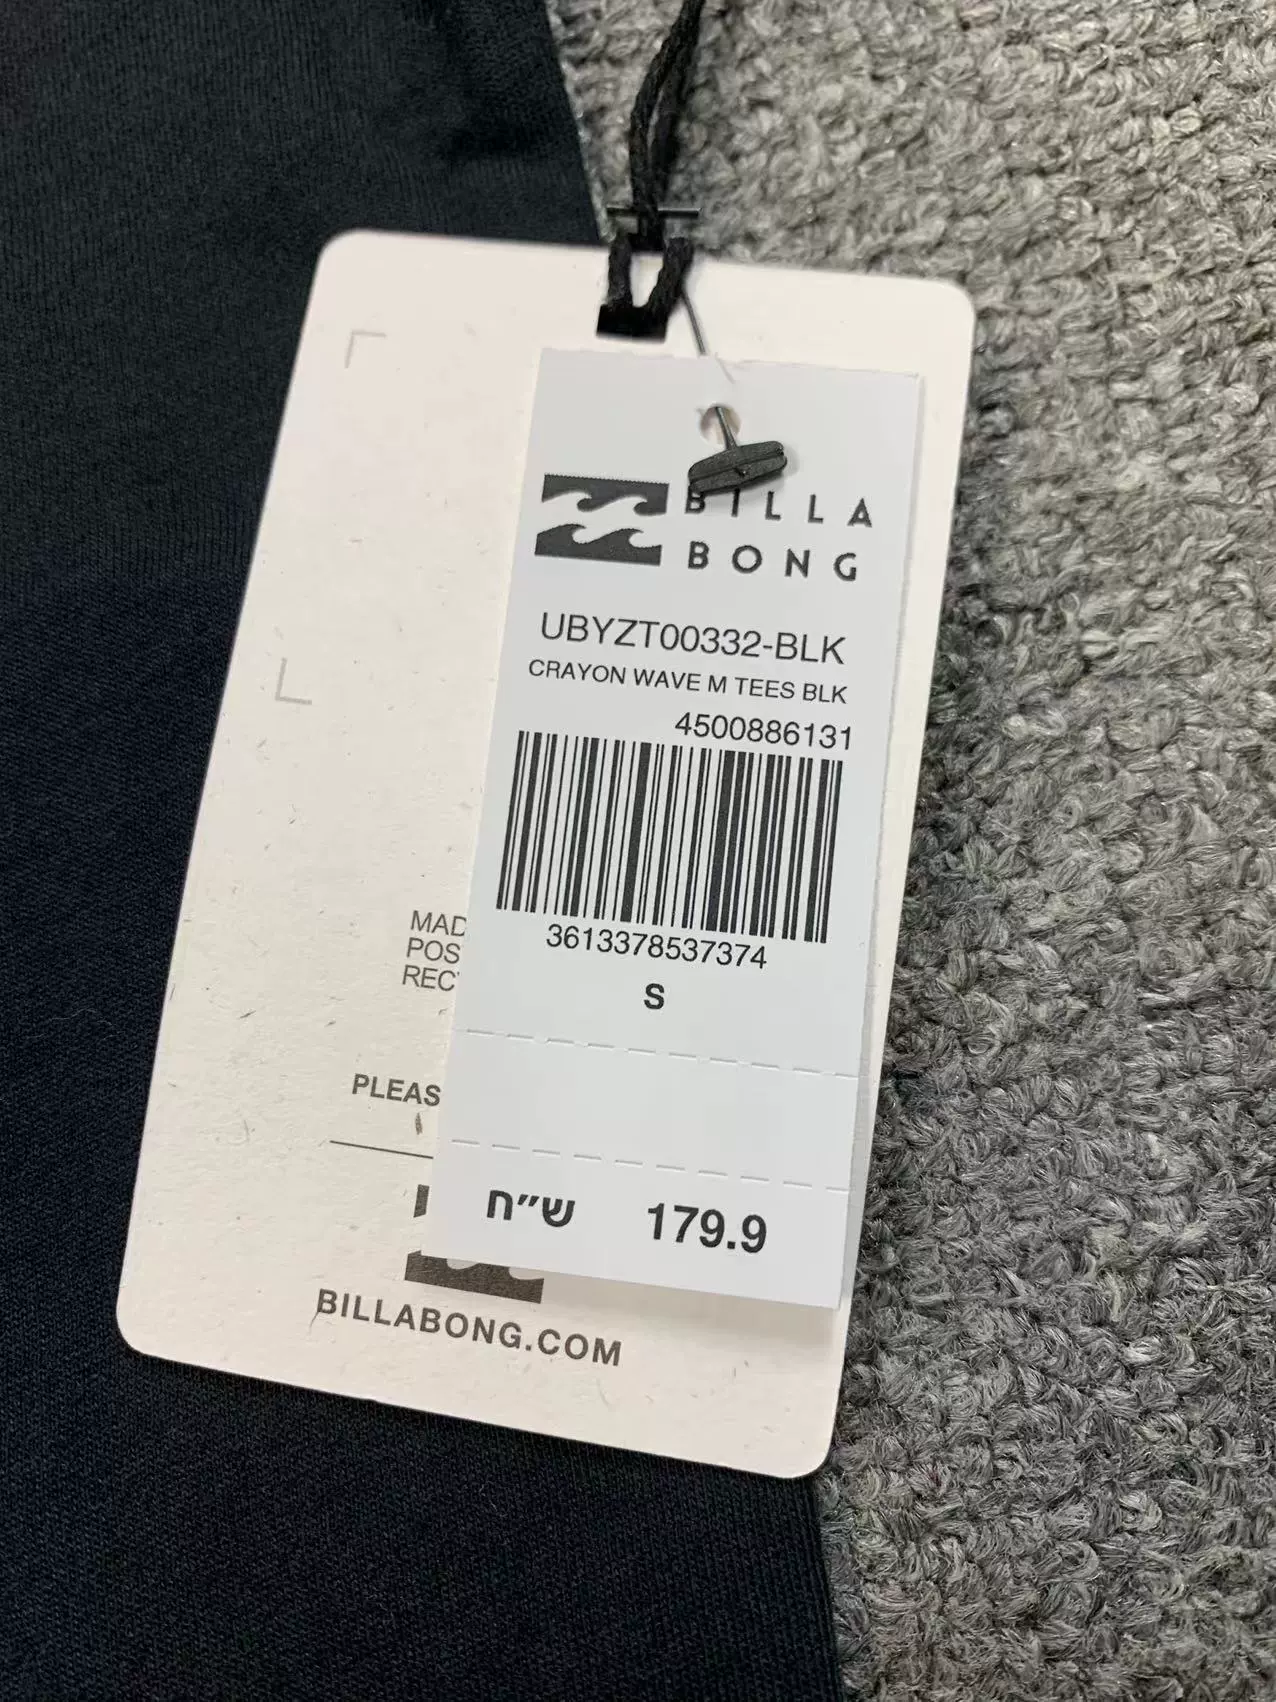 BILLA
BONG
UBYZT00332-BLK
CRAYON WAVE M TEES BLK
4500886131
3613378537374
S
ש״ח 179.9
MAD
POS
REC
PLEAS
BILLABONG.COM